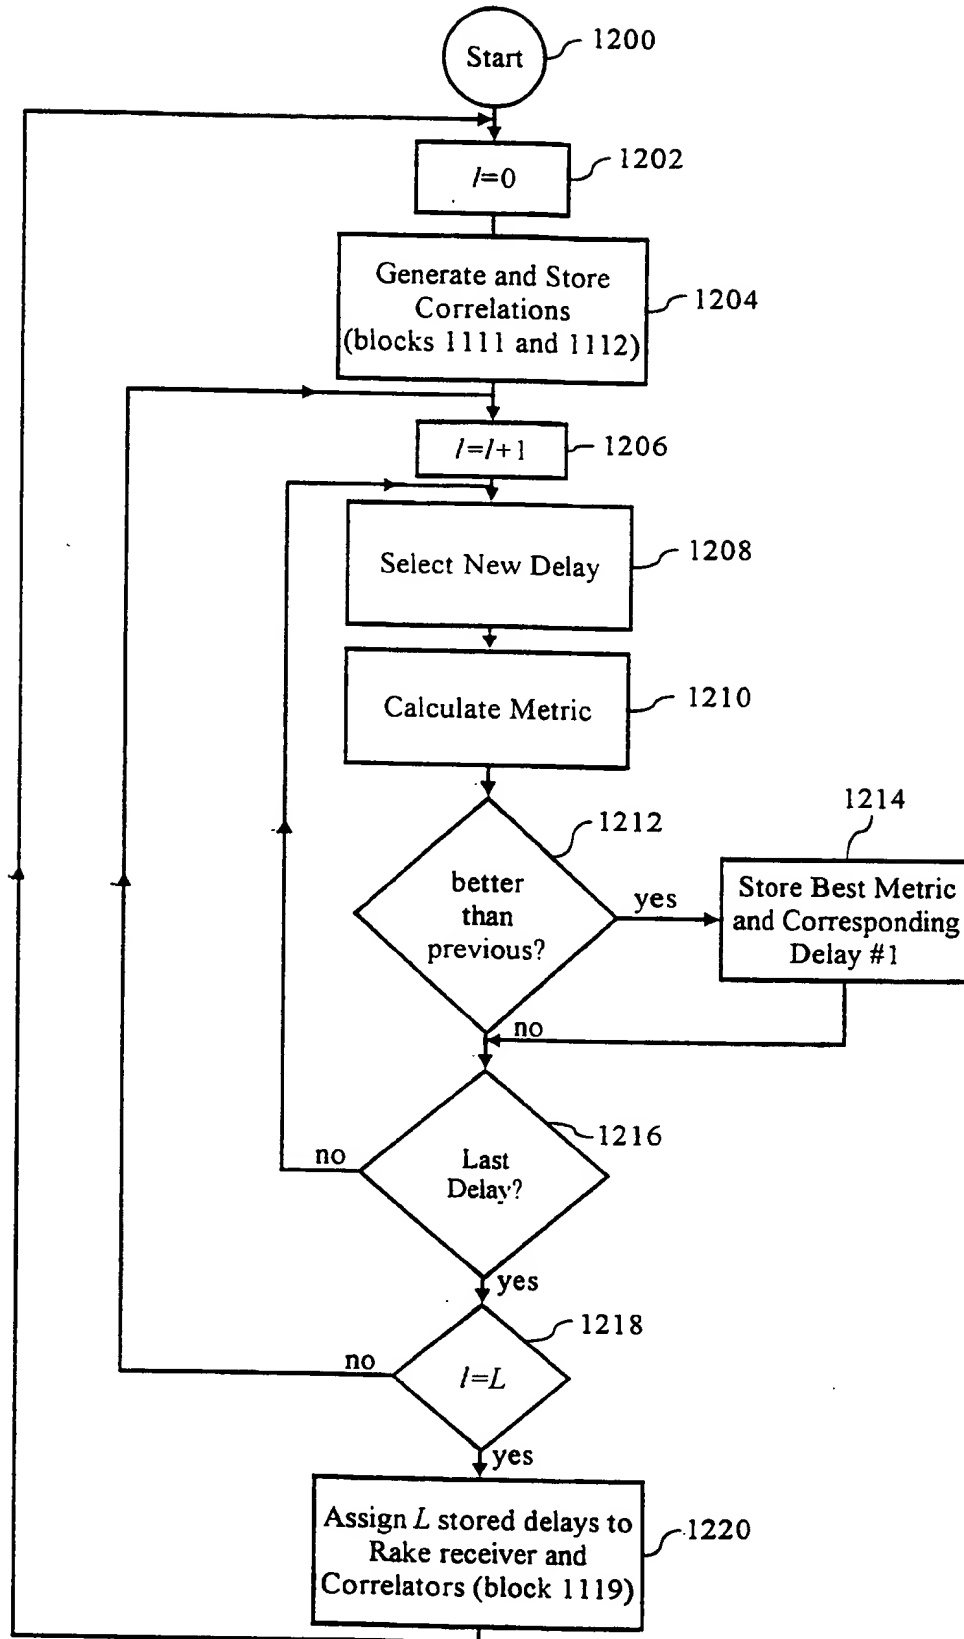 Start
1200
l=0
1202
Generate and Store
Correlations
(blocks 1111 and 1112)
1204
l=l+1
1206
Select New Delay
1208
Calculate Metric
1210
better
than
previous?
1212
yes
1214
Store Best Metric
and Corresponding
Delay #1
no
Last
Delay?
1216
no
yes
l=L
1218
no
yes
Assign L stored delays to
Rake receiver and
Correlators (block 1119)
1220